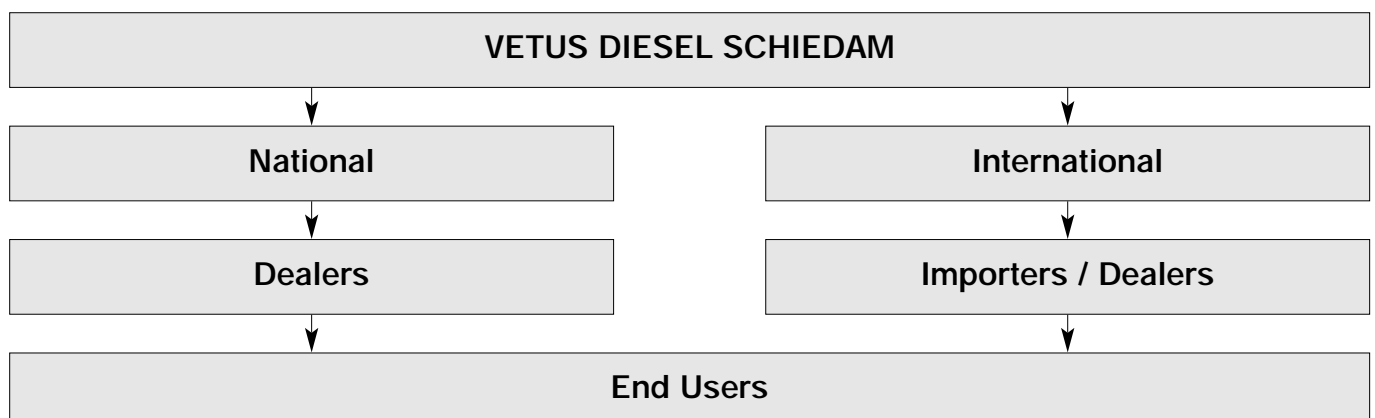 VETUS DIESEL SCHIEDAM
National
International
Dealers
Importers / Dealers
End Users